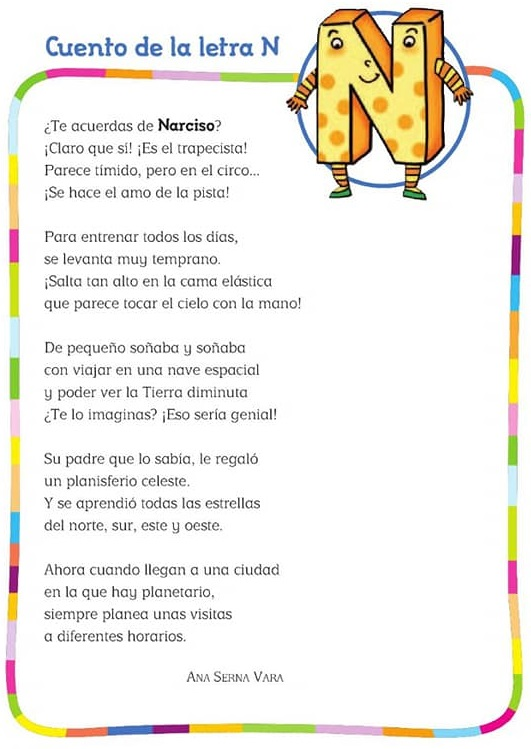 Cuento de la letra N
¿Te acuerdas de Narciso?
¡Claro que sí! ¡Es el trapecista!
Parece tímido, pero en el circo...
¡Se hace el amo de la pista!
Para entrenar todos los días,
se levanta muy temprano.
¡Salta tan alto en la cama elástica
que parece tocar el cielo con la mano!
De pequeño soñaba y soñaba
con viajar en una nave espacial
y poder ver la Tierra diminuta
¿Te lo imaginas? ¡Eso sería genial!
Su padre que lo sabía, le regaló
un planisferio celeste.
Y se aprendió todas las estrellas
del norte, sur, este y oeste.
Ahora cuando llegan a una ciudad
en la que hay planetario,
siempre planea unas visitas
a diferentes horarios.
Ana Serna Vara